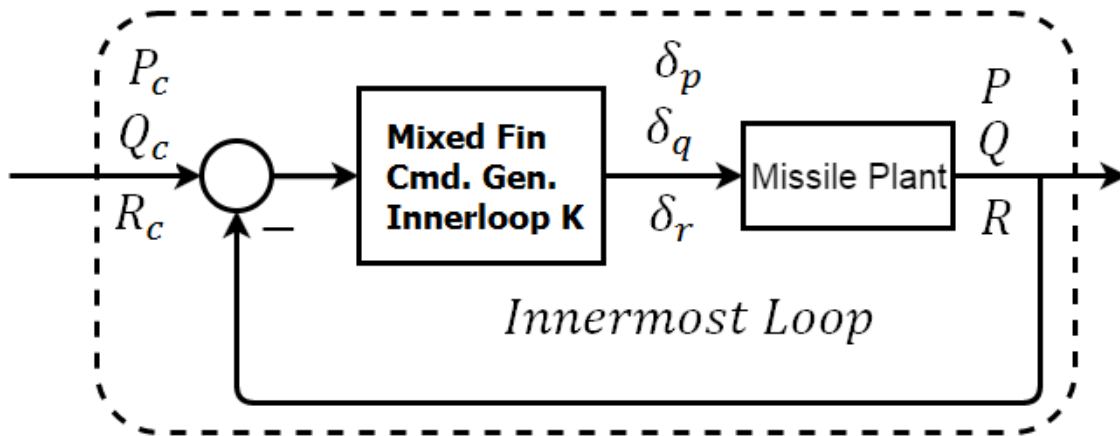 P_c
Q_c
R_c
−
Mixed Fin
Cmd. Gen.
Innerloop K
δ_p
δ_q
δ_r
Missile Plant
P
Q
R
Innermost Loop